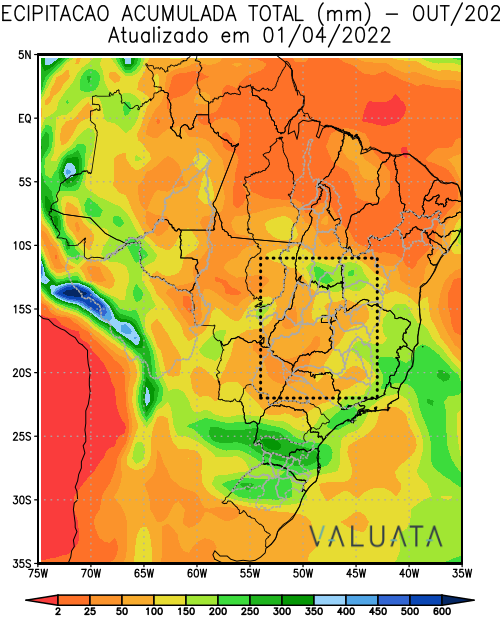 ECIPITACAO ACUMULADA TOTAL (mm) – OUT/202
Atualizado em 01/04/2022
5N
EQ
5S
10S
15S
20S
25S
30S
35S
VALUATA
75W 70W 65W 60W 55W 50W 45W 40W 35W
2 25 50 100 150 200 250 300 350 400 450 500 600